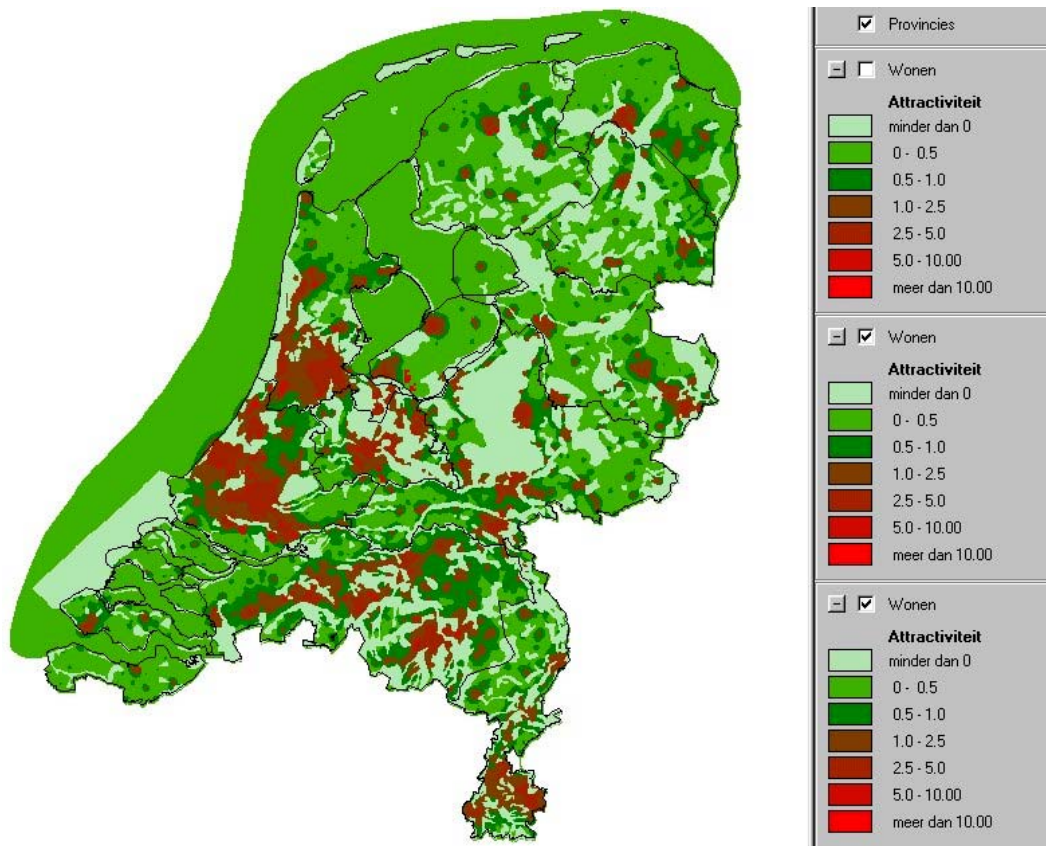 Provincies
Wonen
Attractiviteit
minder dan 0
0 - 0.5
0.5 - 1.0
1.0 - 2.5
2.5 - 5.0
5.0 - 10.00
meer dan 10.00
Wonen
Attractiviteit
minder dan 0
0 - 0.5
0.5 - 1.0
1.0 - 2.5
2.5 - 5.0
5.0 - 10.00
meer dan 10.00
Wonen
Attractiviteit
minder dan 0
0 - 0.5
0.5 - 1.0
1.0 - 2.5
2.5 - 5.0
5.0 - 10.00
meer dan 10.00